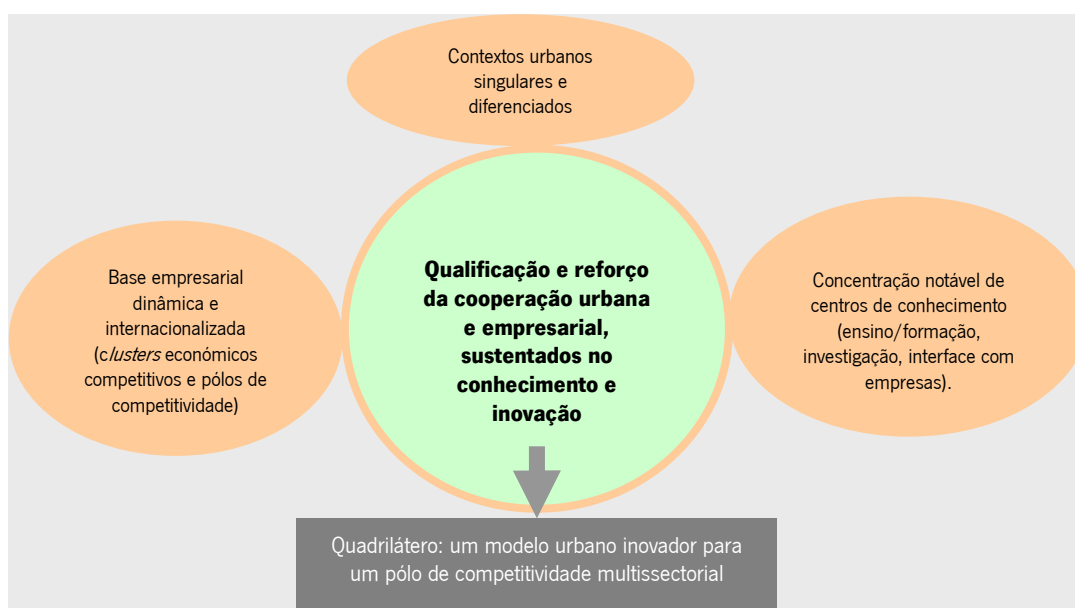 Contextos urbanos
singulares e
diferenciados
Base empresarial
dinâmica e
internacionalizada
(clusters económicos
competitivos e pólos de
competitividade)
Qualificação e reforço
da cooperação urbana
e empresarial,
sustentados no
conhecimento e
inovação
Concentração notável de
centros de conhecimento
(ensino/formação,
investigação, interface com
empresas).
Quadrilátero: um modelo urbano inovador para
um pólo de competitividade multissectorial